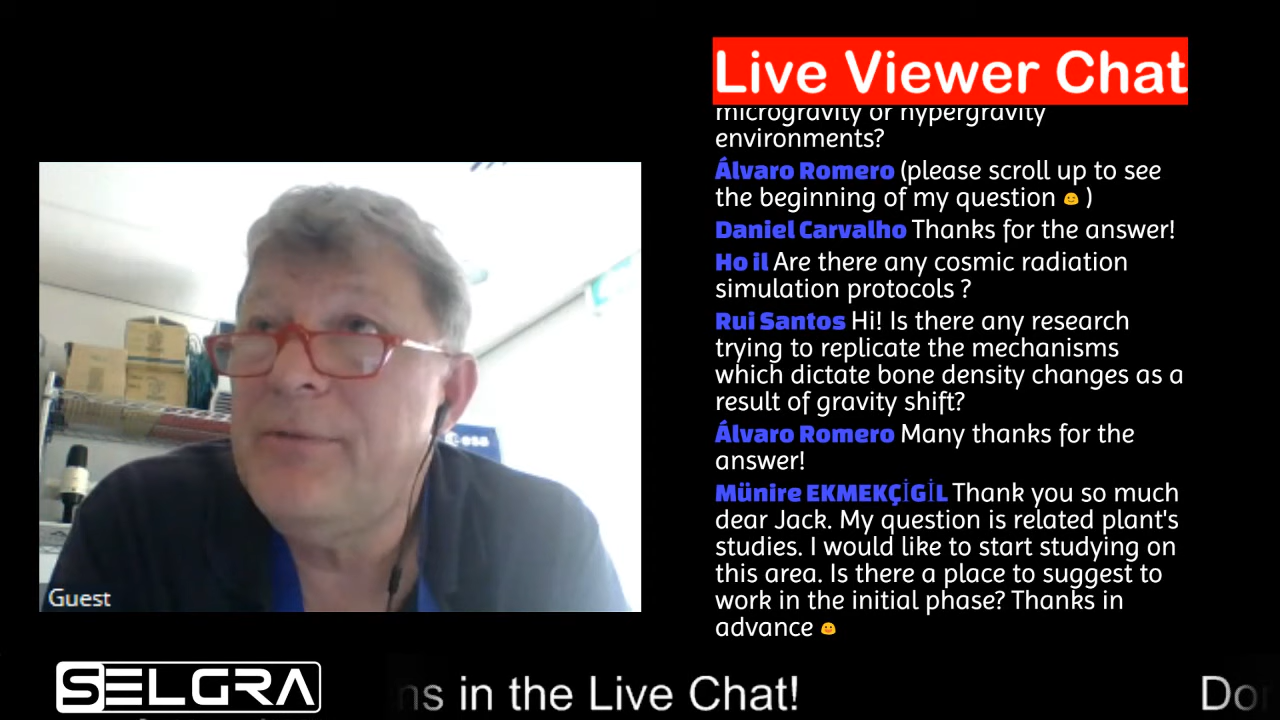 Live Viewer Chat
microgravity or hypergravity
environments?
Álvaro Romero (please scroll up to see
the beginning of my question )
Daniel Carvalho Thanks for the answer!
Ho il Are there any cosmic radiation
simulation protocols ?
Rui Santos Hi! Is there any research
trying to replicate the mechanisms
which dictate bone density changes as a
result of gravity shift?
Álvaro Romero Many thanks for the
answer!
Münire EKMEKÇİGİL Thank you so much
dear Jack. My question is related plant's
studies. I would like to start studying on
this area. Is there a place to suggest to
work in the initial phase? Thanks in
advance
esa
Guest
SELGRA
ns in the Live Chat!
Do